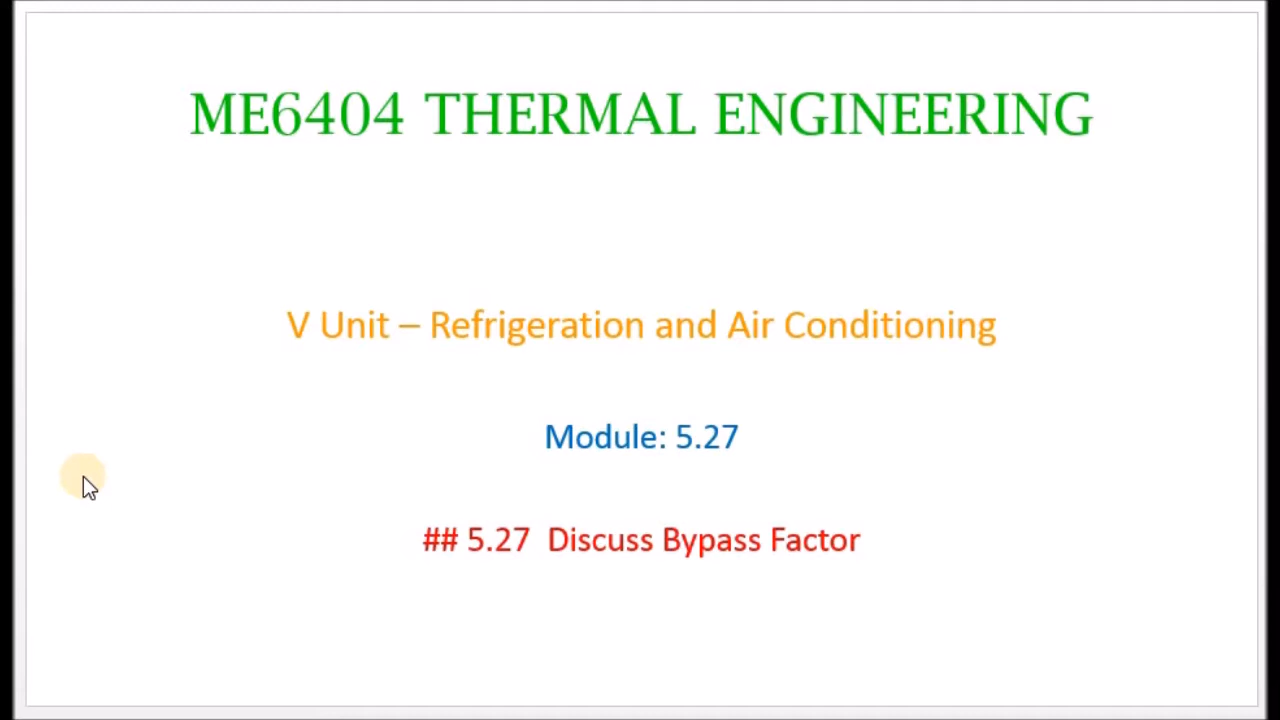 ME6404 THERMAL ENGINEERING
V Unit – Refrigeration and Air Conditioning
Module: 5.27
## 5.27 Discuss Bypass Factor